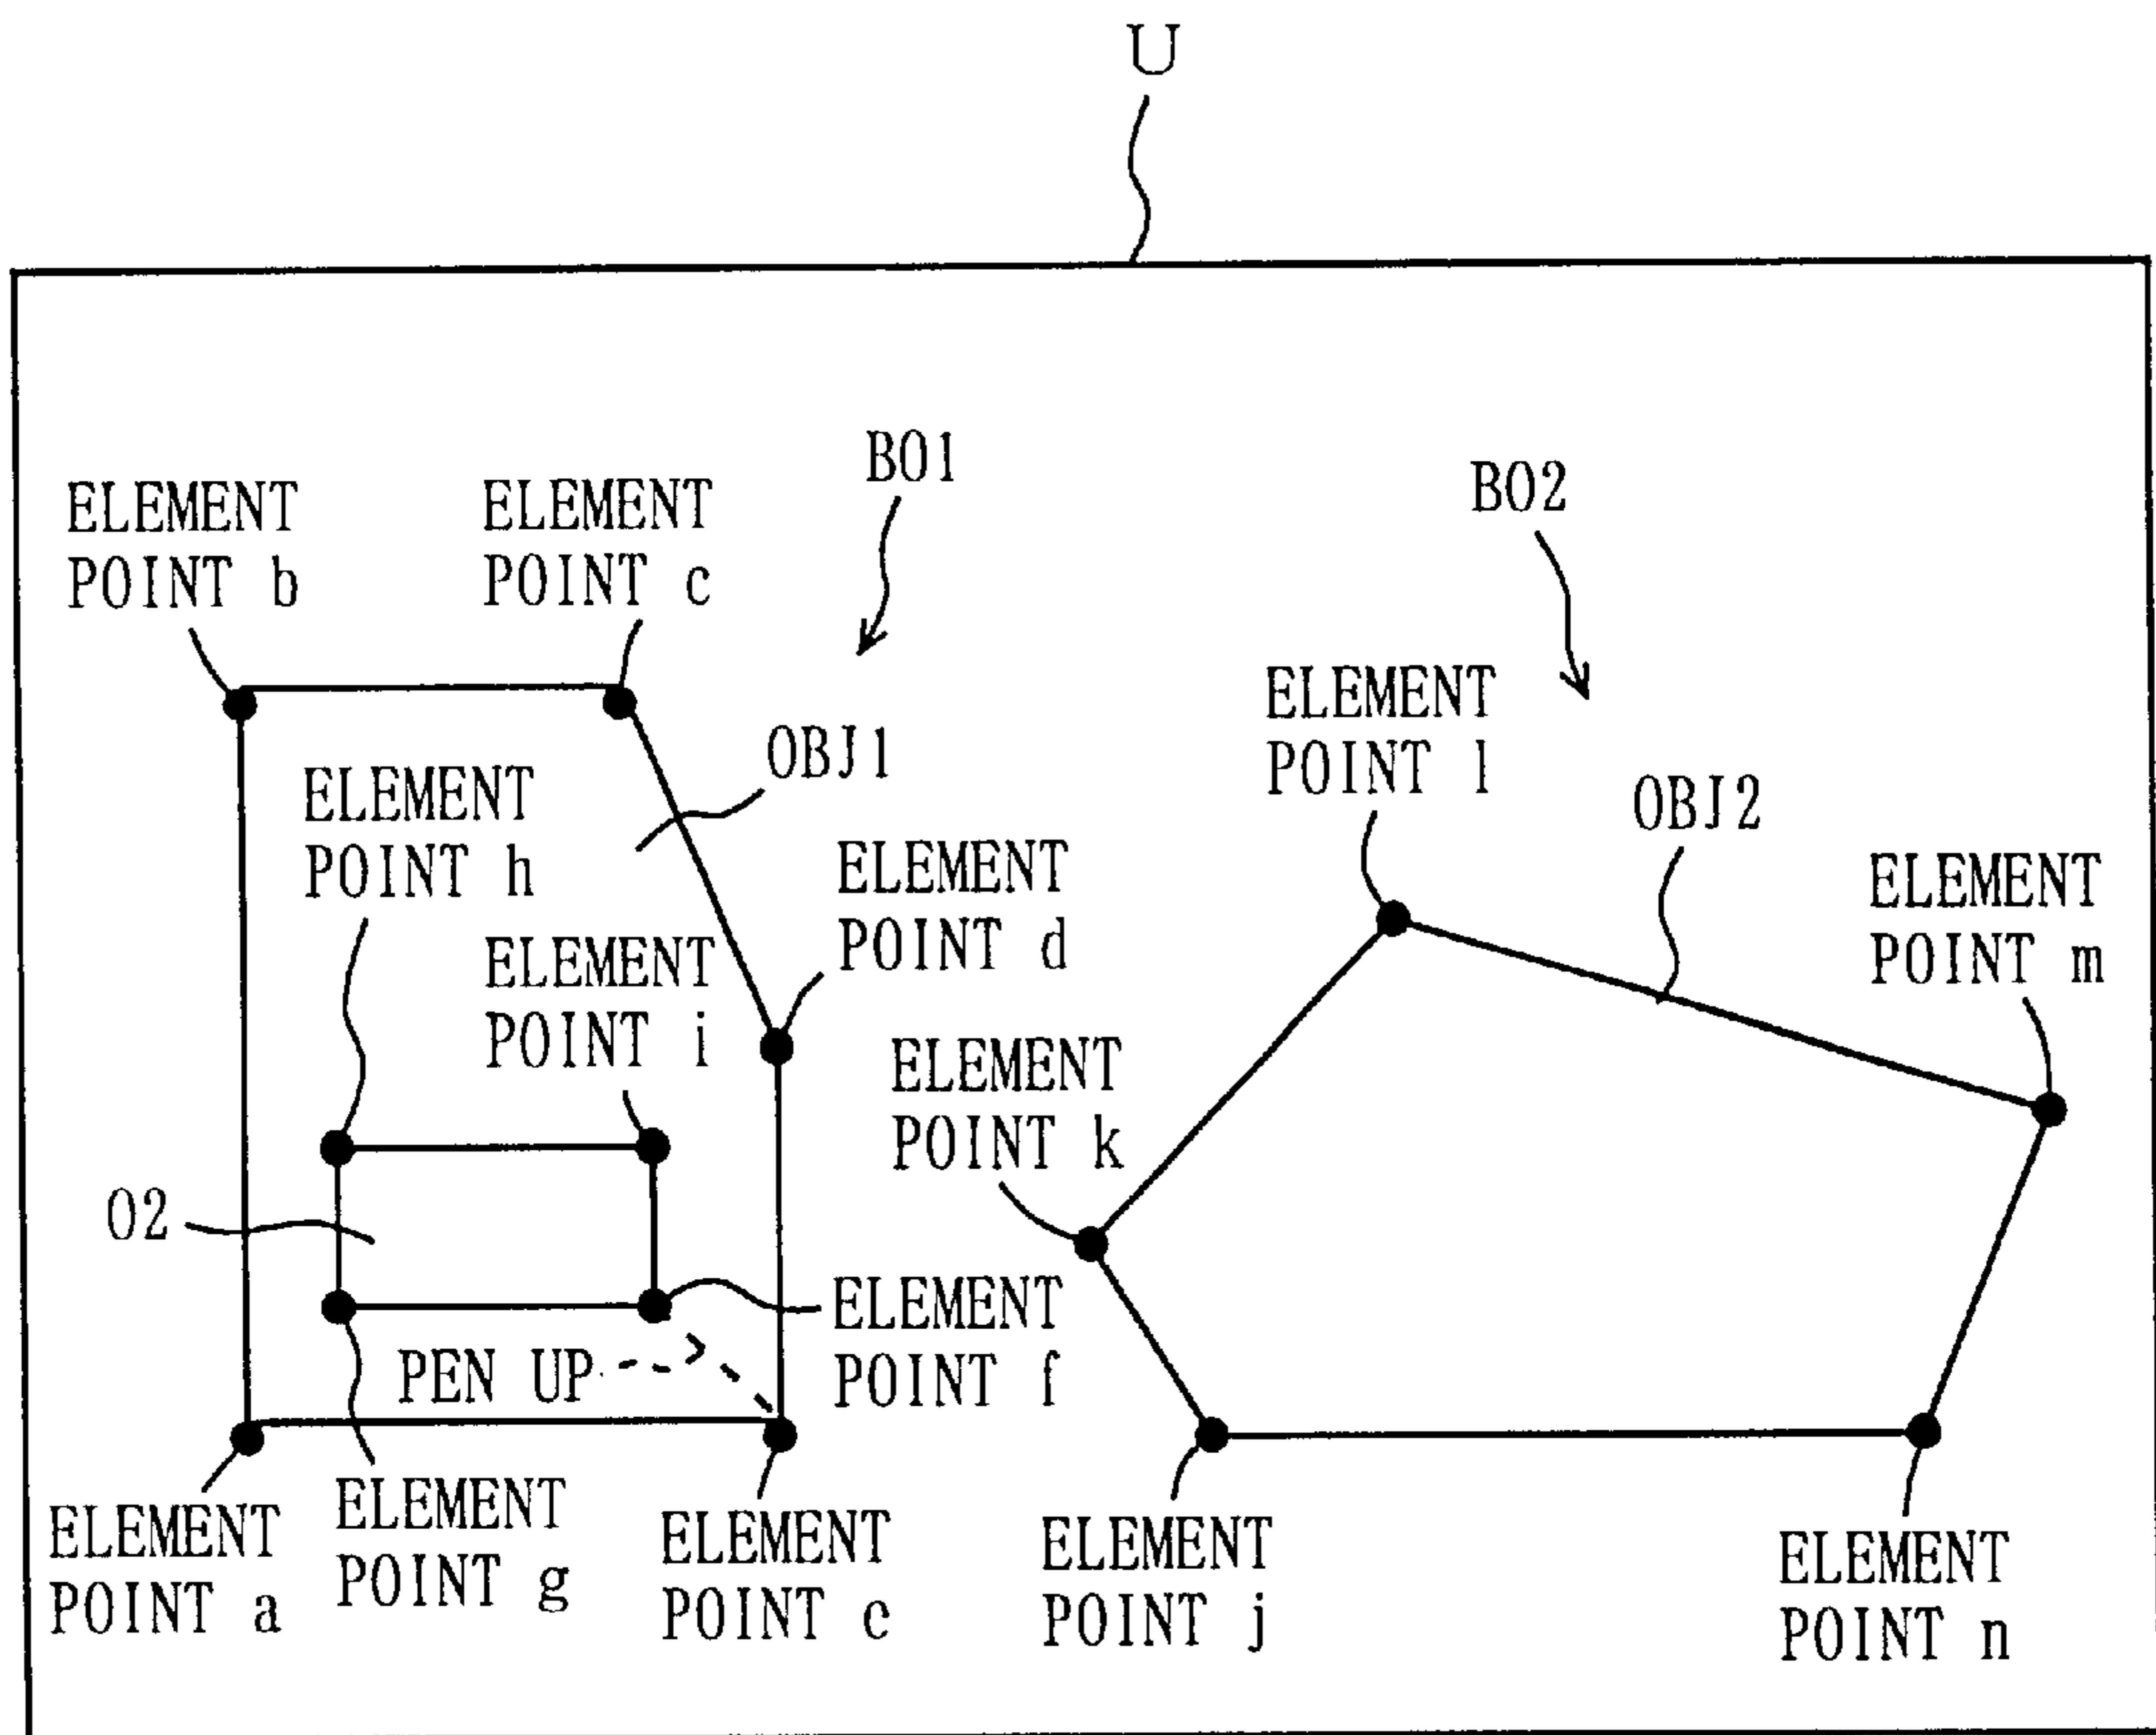 U
BO1
BO2
ELEMENT
POINT b
ELEMENT
POINT c
OBJ1
ELEMENT
POINT l
OBJ2
ELEMENT
POINT h
ELEMENT
POINT d
ELEMENT
POINT m
ELEMENT
POINT i
ELEMENT
POINT k
O2
ELEMENT
POINT f
PEN UP
ELEMENT
POINT a
ELEMENT
POINT g
ELEMENT
POINT c
ELEMENT
POINT j
ELEMENT
POINT n